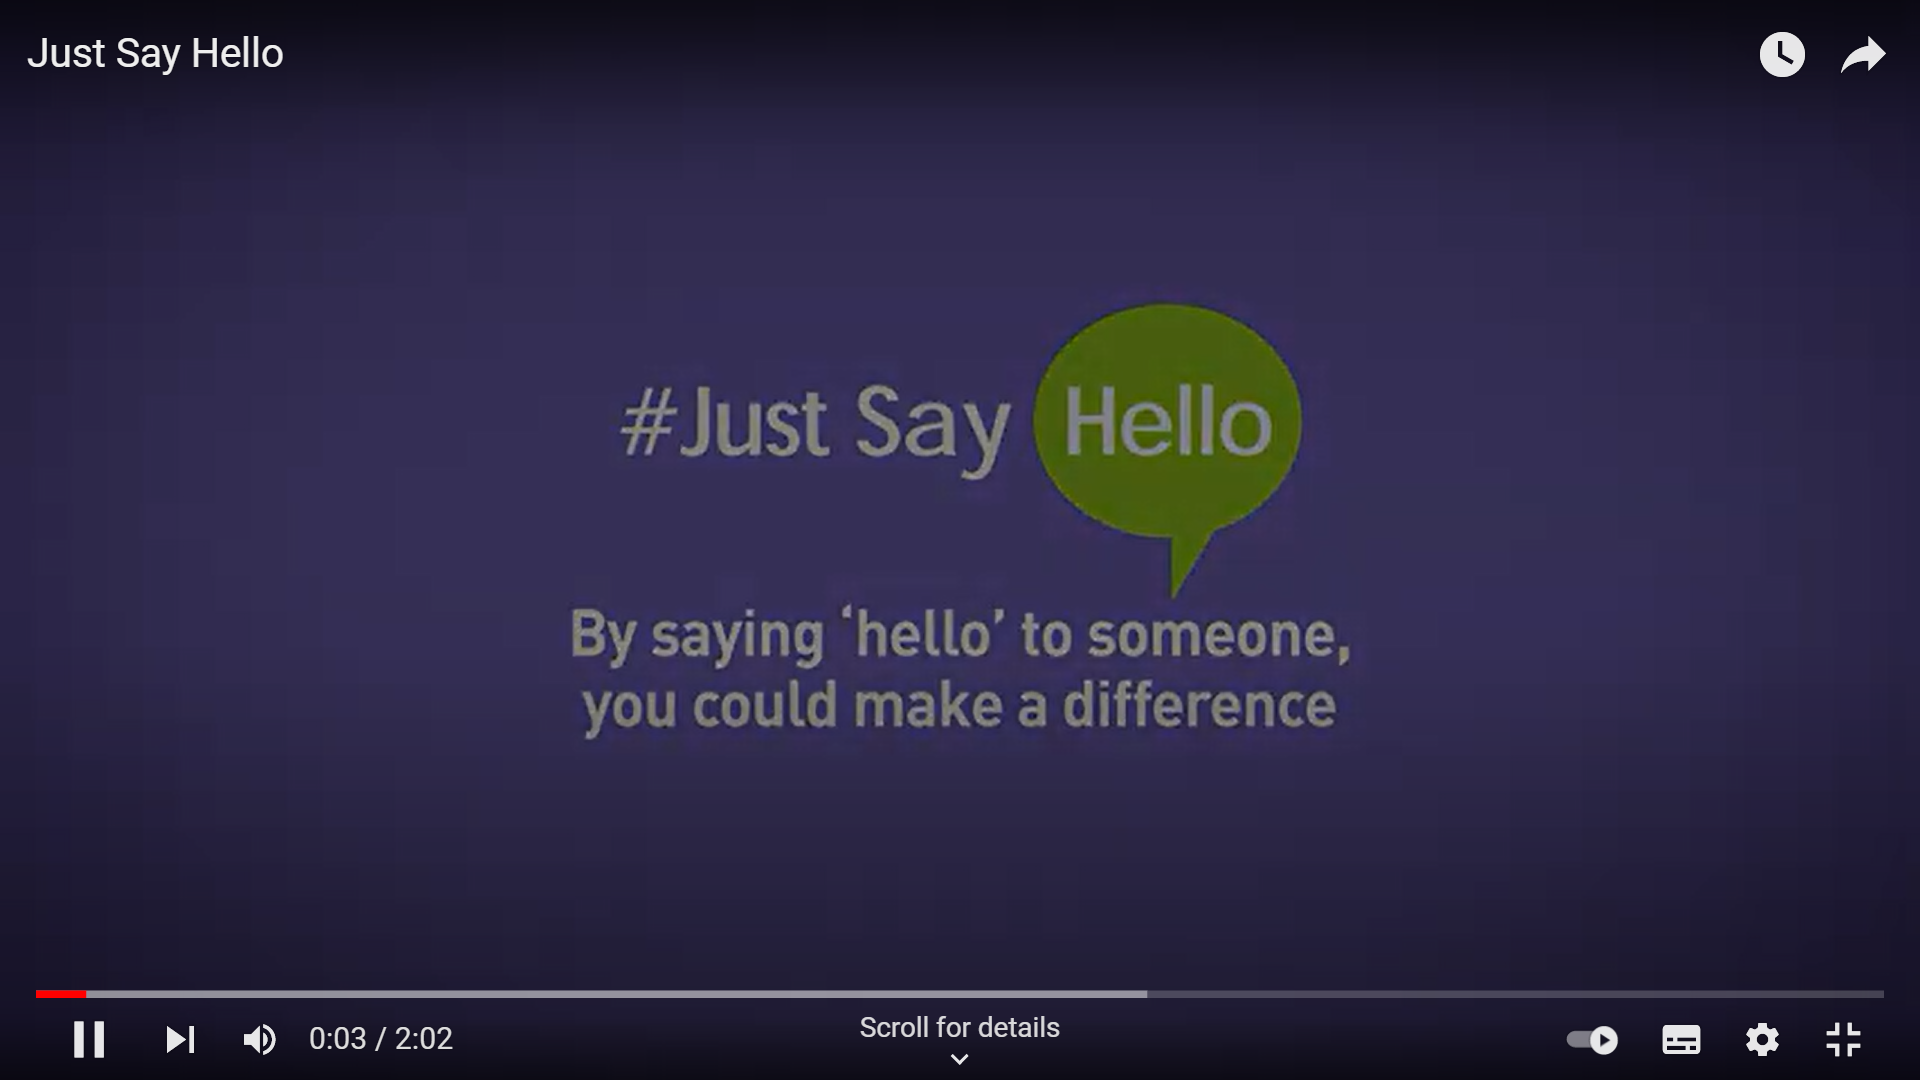 Just Say Hello
#Just Say Hello
By saying ‘hello’ to someone,
you could make a difference
0:03 / 2:02
Scroll for details